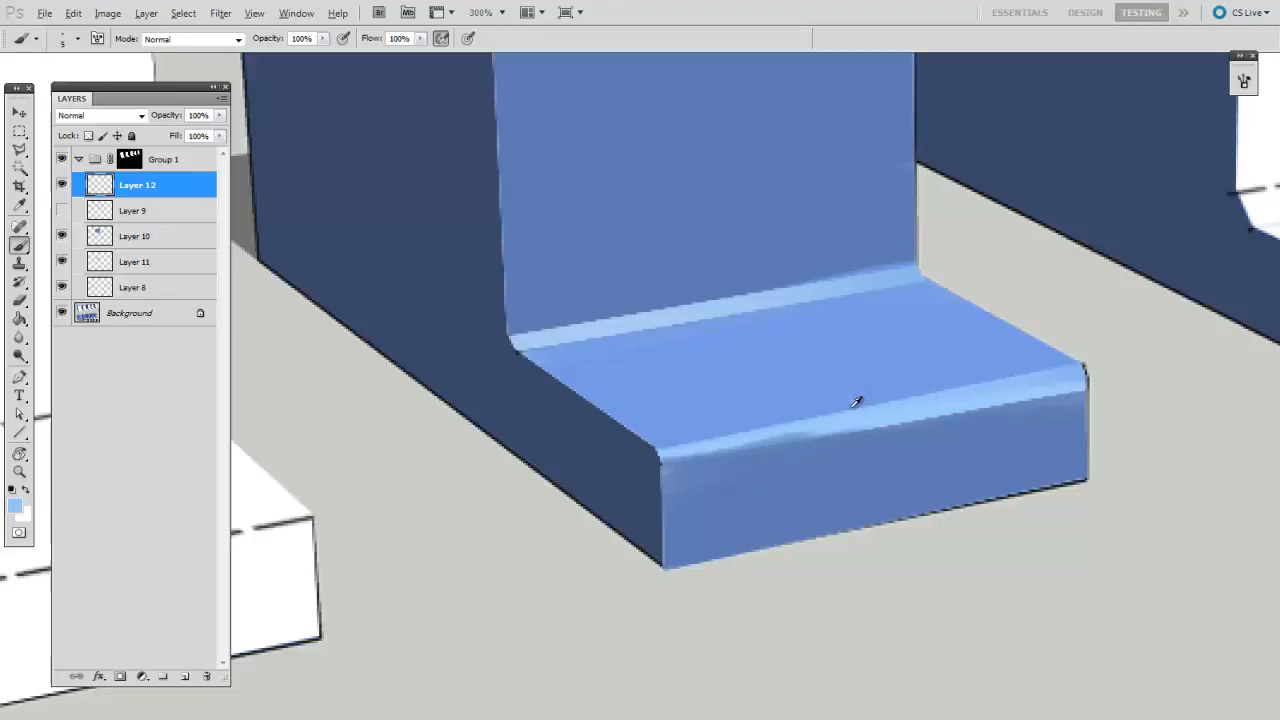 Ps File Edit Image Layer Select Filter View Window Help Br Mb 300% ESSENTIALS DESIGN TESTING CS Live
5 Mode: Normal Opacity: 100% Flow: 100%
LAYERS
Normal Opacity: 100%
Lock: Fill: 100%
Group 1
Layer 12
Layer 9
Layer 10
Layer 11
Layer 8
Background
T
fx